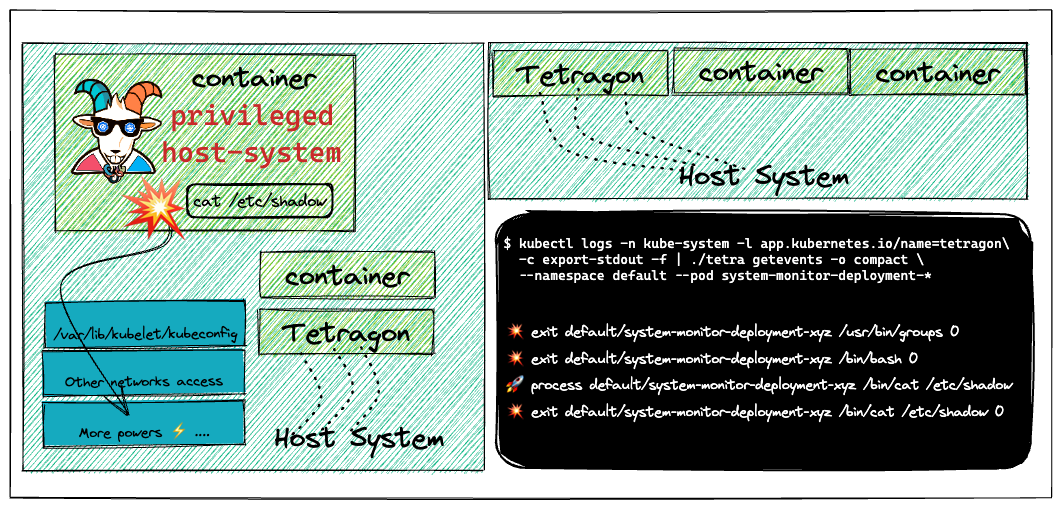 container
privileged
host-system
cat /etc/shadow
container
Tetragon
/var/lib/kubelet/kubeconfig
Other networks access
More powers ⚡ ....
Host System
Tetragon
container
container
Host System
$ kubectl logs -n kube-system -l app.kubernetes.io/name=tetragon\
-c export-stdout -f | ./tetra getevents -o compact \
--namespace default --pod system-monitor-deployment-*
💥 exit default/system-monitor-deployment-xyz /usr/bin/groups 0
💥 exit default/system-monitor-deployment-xyz /bin/bash 0
🚀 process default/system-monitor-deployment-xyz /bin/cat /etc/shadow
💥 exit default/system-monitor-deployment-xyz /bin/cat /etc/shadow 0